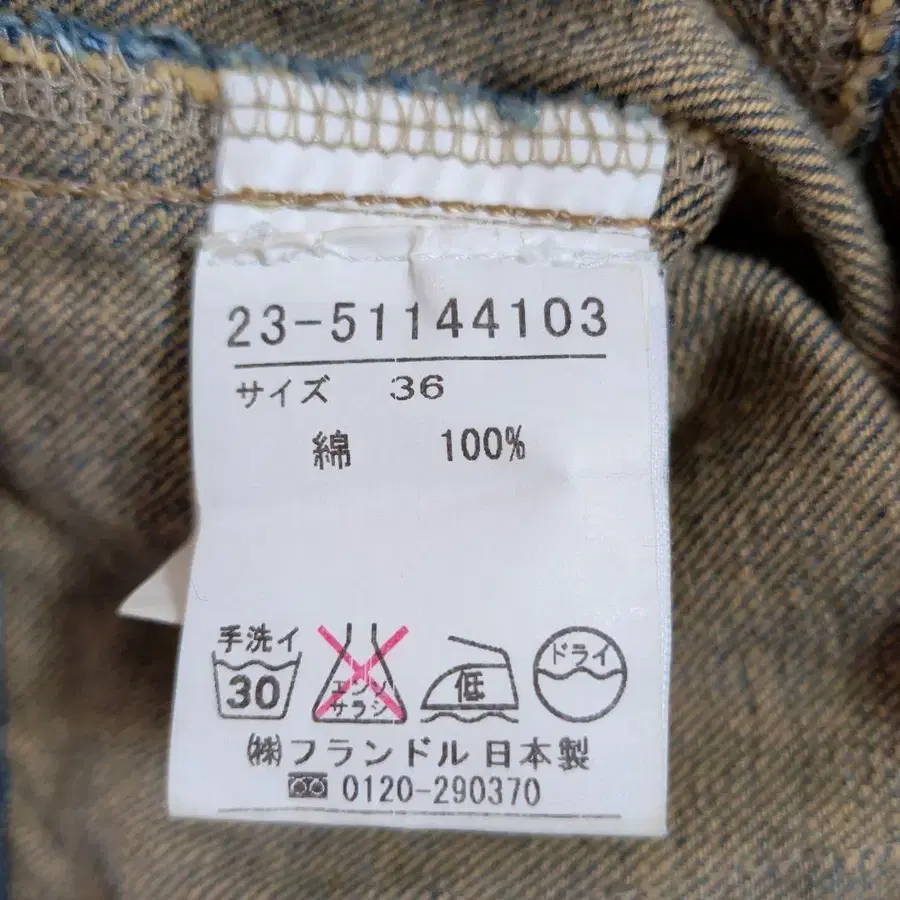 23-51144103
サイズ 36
綿 100%
手洗イ
30
エンソ
サラシ
低
ドライ
㈱フランドル 日本製
0120-290370